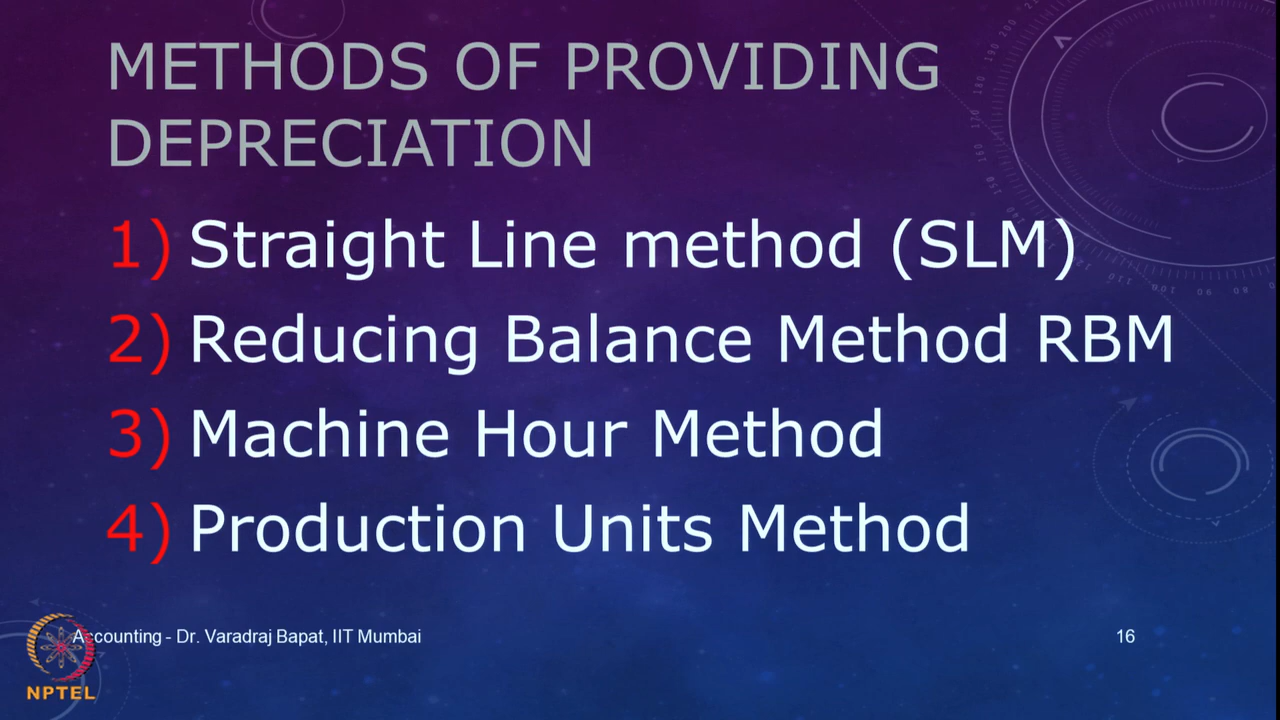 METHODS OF PROVIDING
DEPRECIATION
1) Straight Line method (SLM)
2) Reducing Balance Method RBM
3) Machine Hour Method
4) Production Units Method
Accounting - Dr. Varadraj Bapat, IIT Mumbai
16
NPTEL